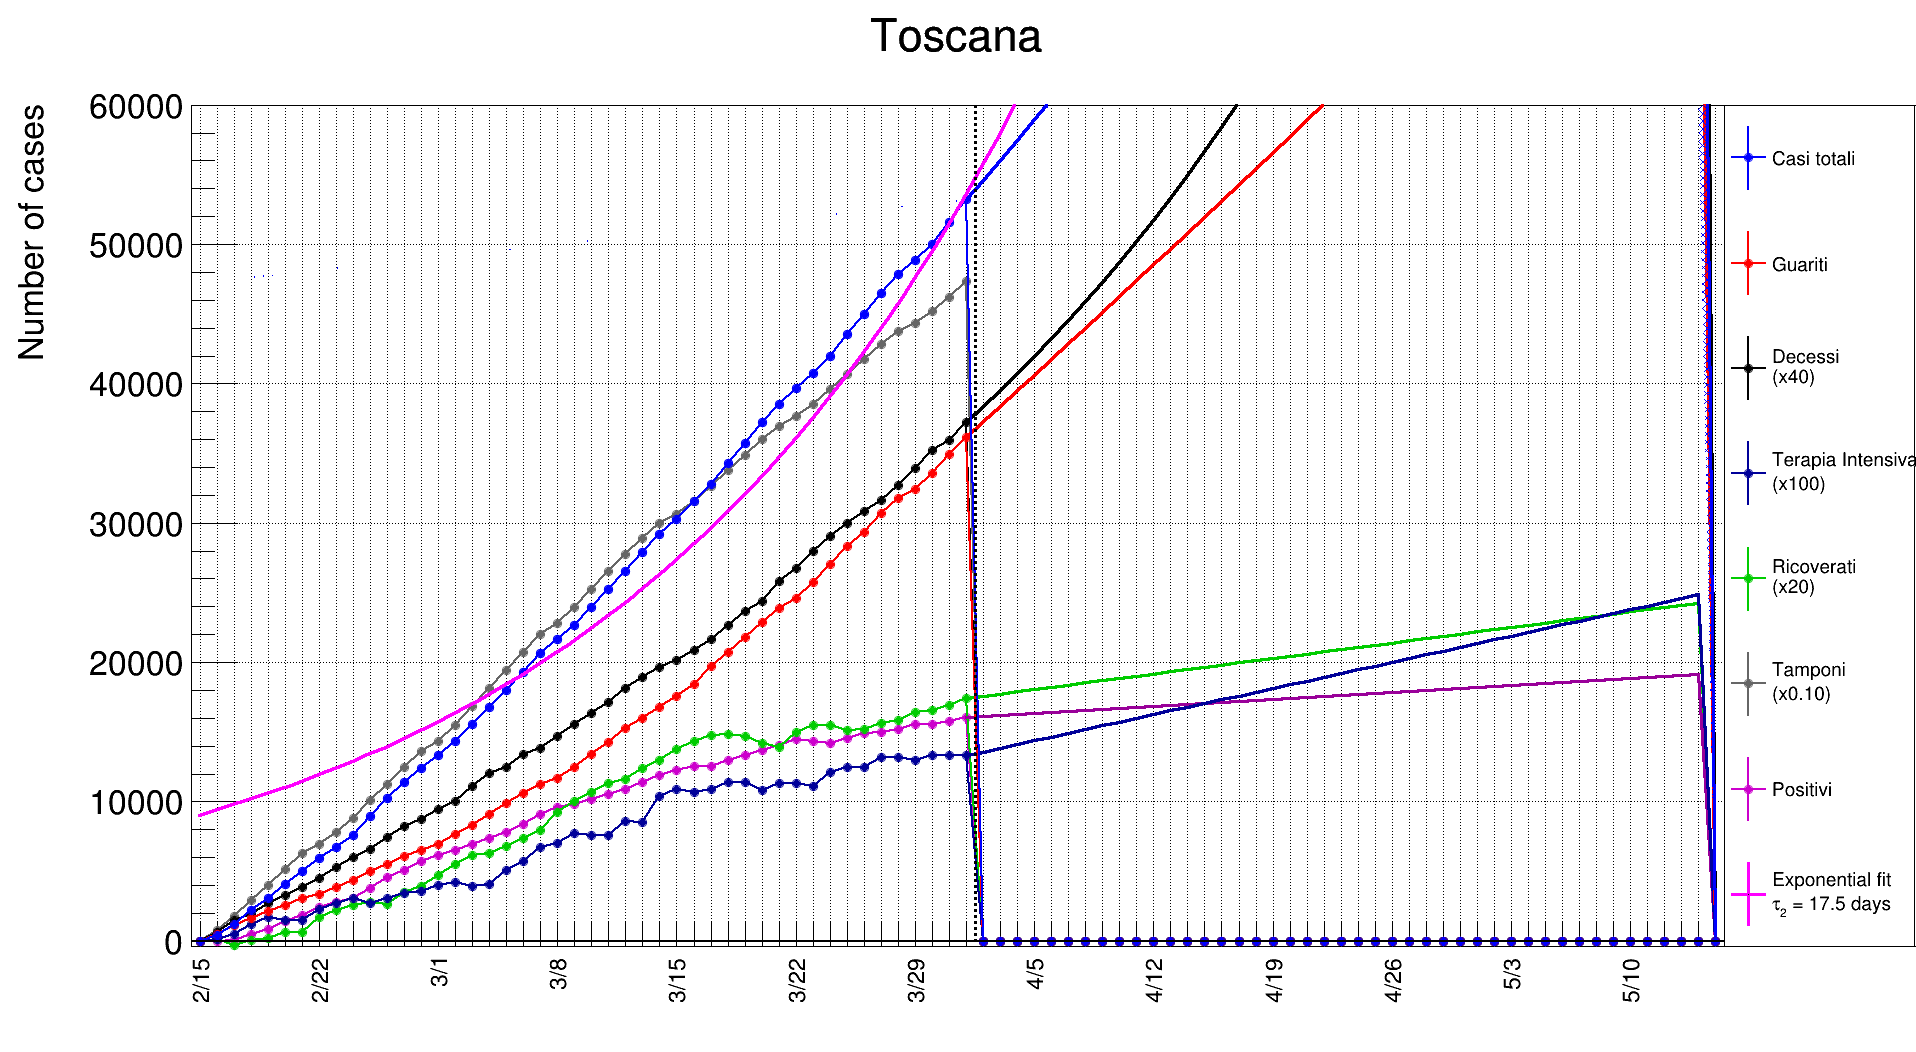 Toscana
Number of cases
60000
50000
40000
30000
20000
10000
0
2/15
2/22
3/1
3/8
3/15
3/22
3/29
4/5
4/12
4/19
4/26
5/3
5/10
Casi totali
Guariti
Decessi
(x40)
Terapia Intensiva
(x100)
Ricoverati
(x20)
Tamponi
(x0.10)
Positivi
Exponential fit
τ2 = 17.5 days